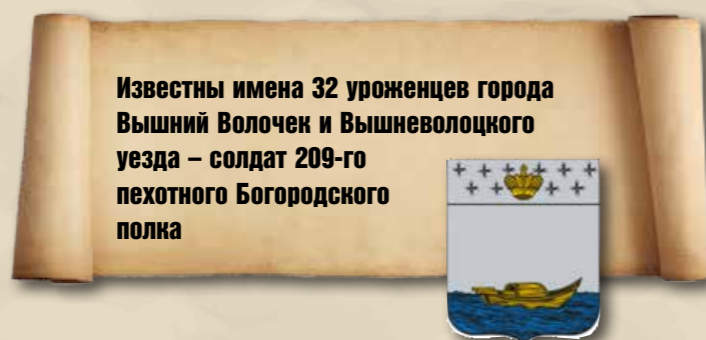 Известны имена 32 уроженцев города
Вышний Волочек и Вышневолоцкого
уезда – солдат 209-го
пехотного Богородского
полка